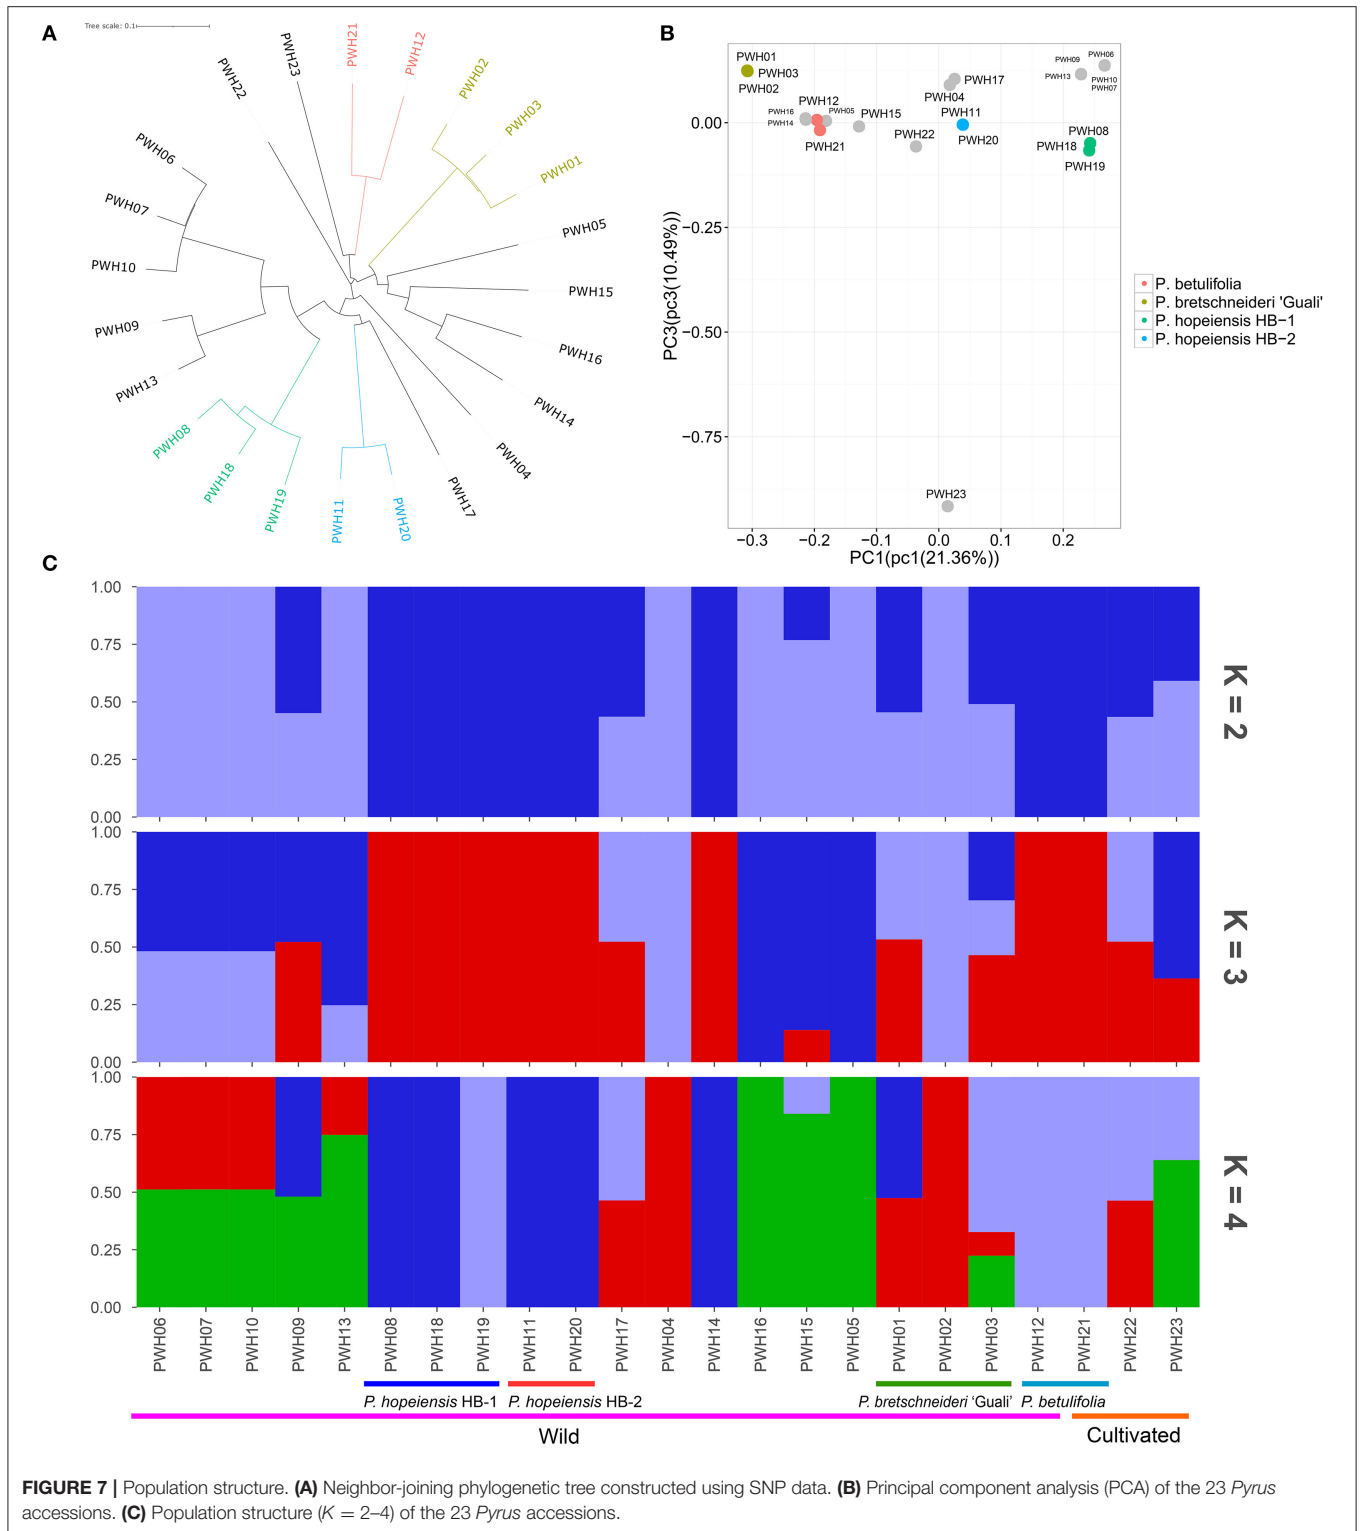 A
Tree scale: 0.1
PWH22
PWH23
PWH21
PWH12
PWH02
PWH03
PWH01
PWH05
PWH15
PWH16
PWH14
PWH04
PWH17
PWH20
PWH11
PWH19
PWH18
PWH08
PWH13
PWH09
PWH10
PWH07
PWH06
B
PWH01
PWH03
PWH02
PWH12
PWH16
PWH05
PWH14
PWH21
PWH15
PWH22
PWH17
PWH04
PWH11
PWH20
PWH09
PWH06
PWH13
PWH10
PWH07
PWH08
PWH18
PWH19
PWH23
0.00
−0.25
−0.50
−0.75
PC3(pc3(10.49%))
−0.3 −0.2 −0.1 0.0 0.1 0.2
PC1(pc1(21.36%))
P. betulifolia
P. bretschneideri 'Guali'
P. hopeiensis HB−1
P. hopeiensis HB−2
C
1.00
0.75
0.50
0.25
0.00
K = 2
1.00
0.75
0.50
0.25
0.00
K = 3
1.00
0.75
0.50
0.25
0.00
K = 4
PWH06 PWH07 PWH10 PWH09 PWH13 PWH08 PWH18 PWH19 PWH11 PWH20 PWH17 PWH04 PWH14 PWH16 PWH15 PWH05 PWH01 PWH02 PWH03 PWH12 PWH21 PWH22 PWH23
P. hopeiensis HB-1 P. hopeiensis HB-2 P. bretschneideri ‘Guali’ P. betulifolia
Wild Cultivated
FIGURE 7 | Population structure. (A) Neighbor-joining phylogenetic tree constructed using SNP data. (B) Principal component analysis (PCA) of the 23 Pyrus
accessions. (C) Population structure (K = 2–4) of the 23 Pyrus accessions.